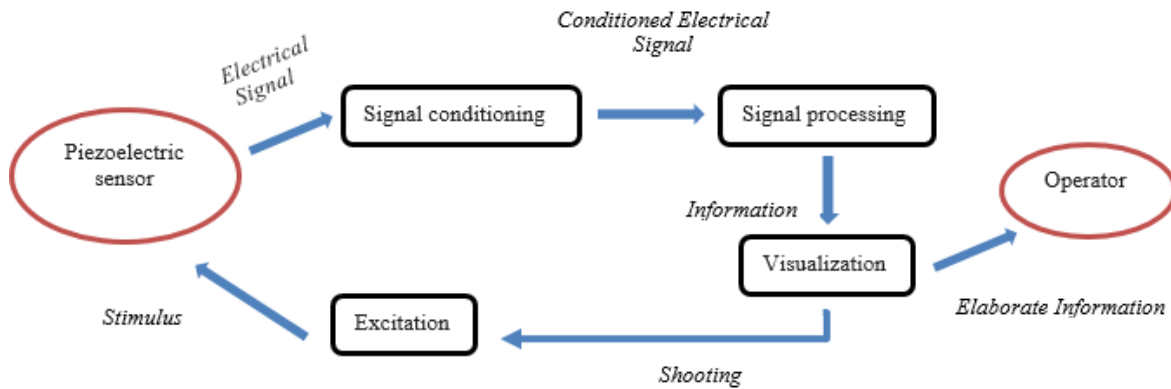 Conditioned Electrical
Signal
Electrical
Signal
Signal conditioning
Signal processing
Piezoelectric
sensor
Operator
Information
Visualization
Stimulus
Excitation
Elaborate Information
Shooting